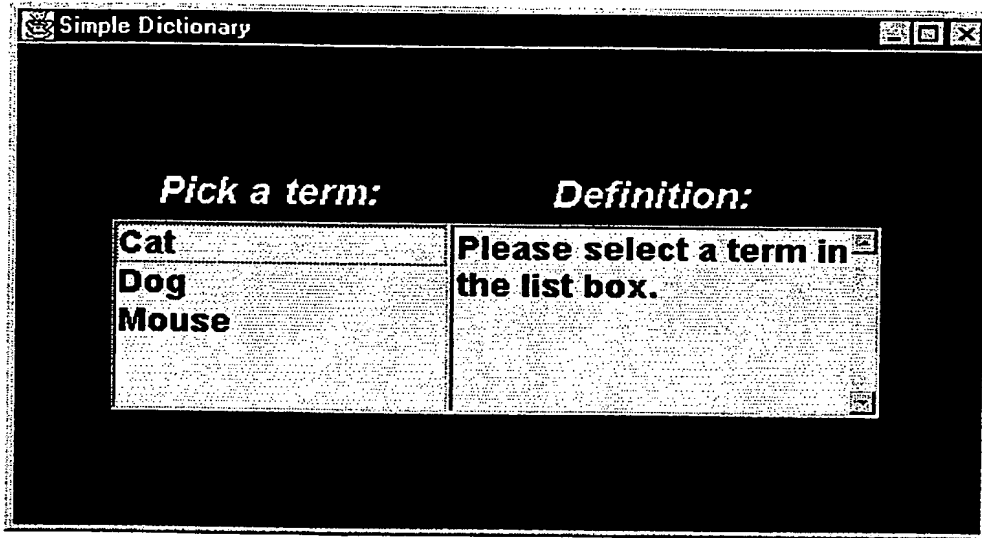 Simple Dictionary
Pick a term:
Definition:
Cat
Dog
Mouse
Please select a term in
the list box.